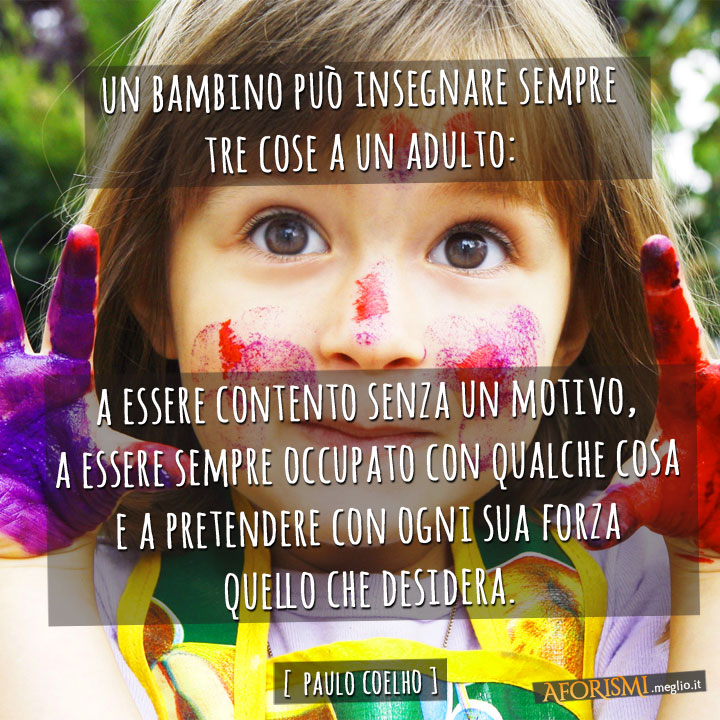 UN BAMBINO PUÒ INSEGNARE SEMPRE
TRE COSE A UN ADULTO:
A ESSERE CONTENTO SENZA UN MOTIVO,
A ESSERE SEMPRE OCCUPATO CON QUALCHE COSA
E A PRETENDERE CON OGNI SUA FORZA
QUELLO CHE DESIDERA.
[ PAULO COELHO ]
AFORISMI.meglio.it